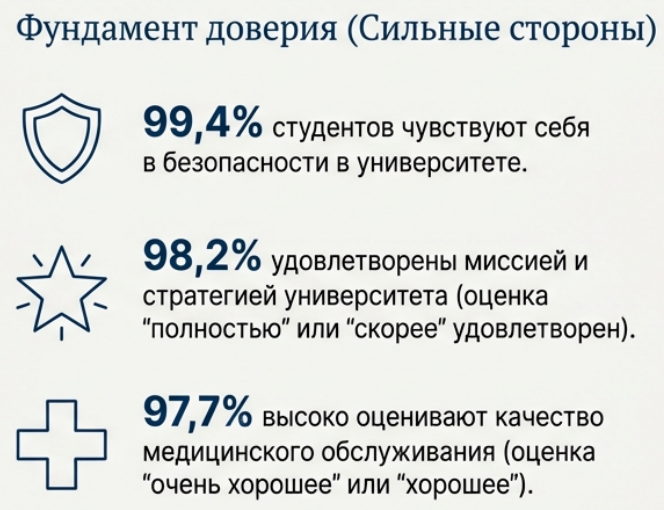 Фундамент доверия (Сильные стороны)
99,4% студентов чувствуют себя
в безопасности в университете.
98,2% удовлетворены миссией и
стратегией университета (оценка
"полностью" или "скорее" удовлетворен).
97,7% высоко оценивают качество
медицинского обслуживания (оценка
"очень хорошее" или "хорошее").